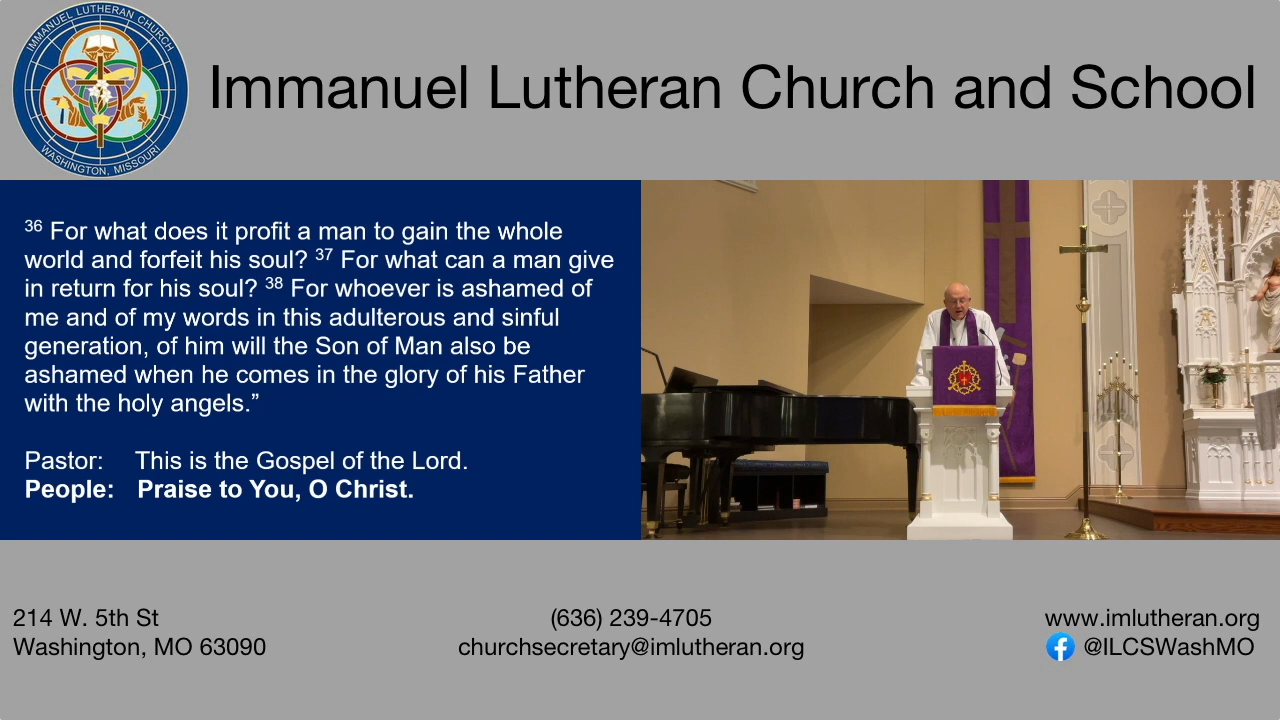 IMMANUEL LUTHERAN CHURCH
WASHINGTON, MISSOURI
Immanuel Lutheran Church and School
36 For what does it profit a man to gain the whole
world and forfeit his soul? 37 For what can a man give
in return for his soul? 38 For whoever is ashamed of
me and of my words in this adulterous and sinful
generation, of him will the Son of Man also be
ashamed when he comes in the glory of his Father
with the holy angels.”
Pastor: This is the Gospel of the Lord.
People: Praise to You, O Christ.
214 W. 5th St
Washington, MO 63090
(636) 239-4705
churchsecretary@imlutheran.org
www.imlutheran.org
@ILCSWashMO